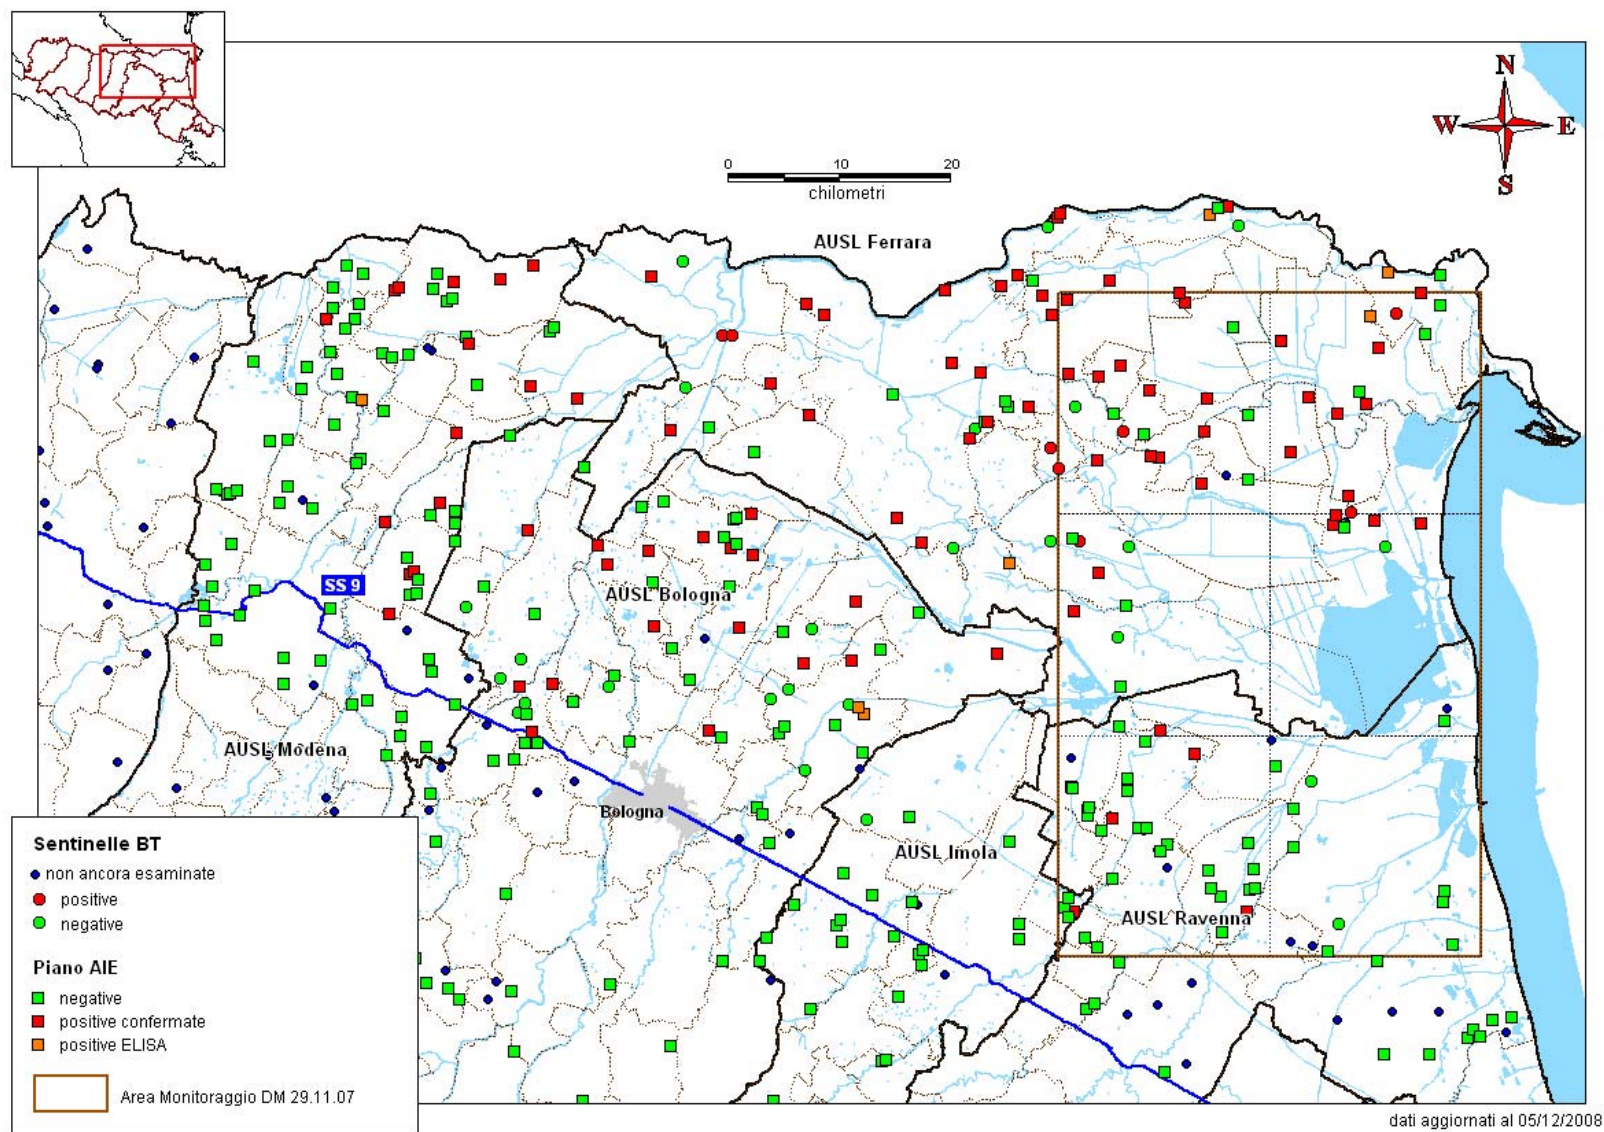 N
W E
S
0 10 20
chilometri
AUSL Ferrara
SS 9
AUSL Bologna
AUSL Modena
Bologna
AUSL Imola
AUSL Ravenna
Sentinelle BT
non ancora esaminate
positive
negative
Piano AIE
negative
positive confermate
positive ELISA
Area Monitoraggio DM 29.11.07
dati aggiornati al 05/12/2008